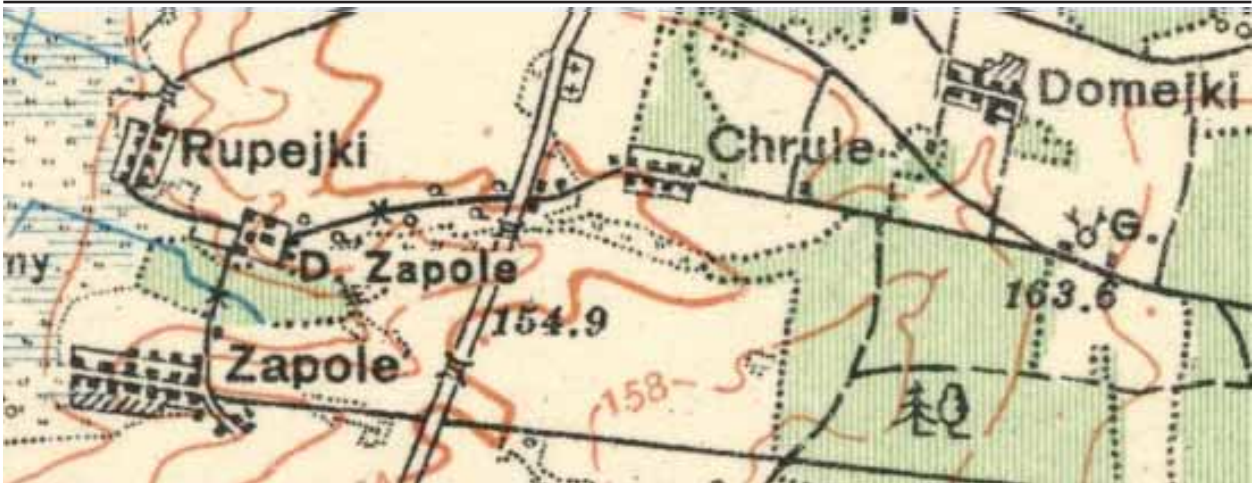 Domejki
Rupejki
Chrule
G.
ny.
D. Zapole
163.6
154.9
Zapole
158